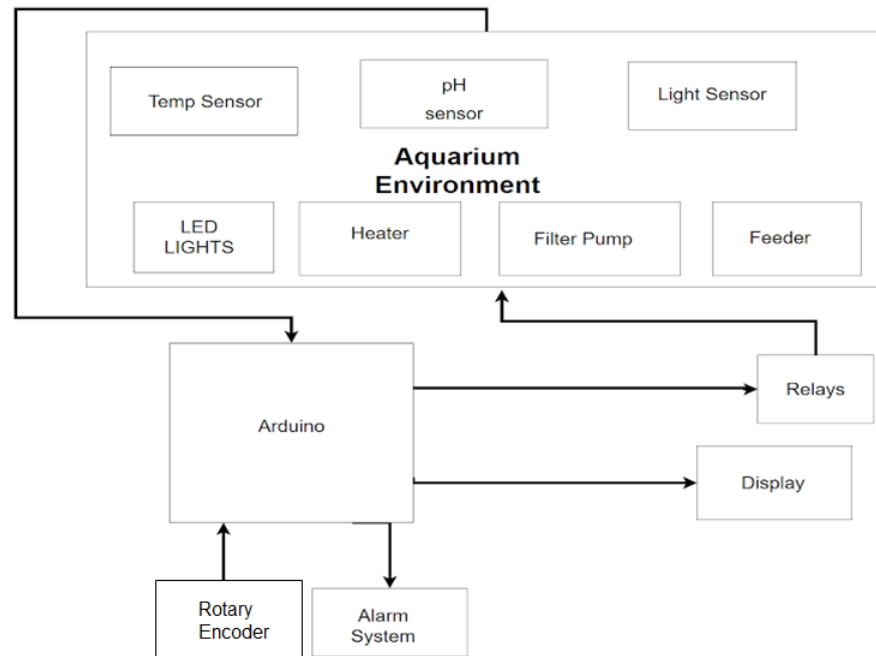 Temp Sensor
pH
sensor
Light Sensor
Aquarium
Environment
LED
LIGHTS
Heater
Filter Pump
Feeder
Arduino
Relays
Display
Rotary
Encoder
Alarm
System